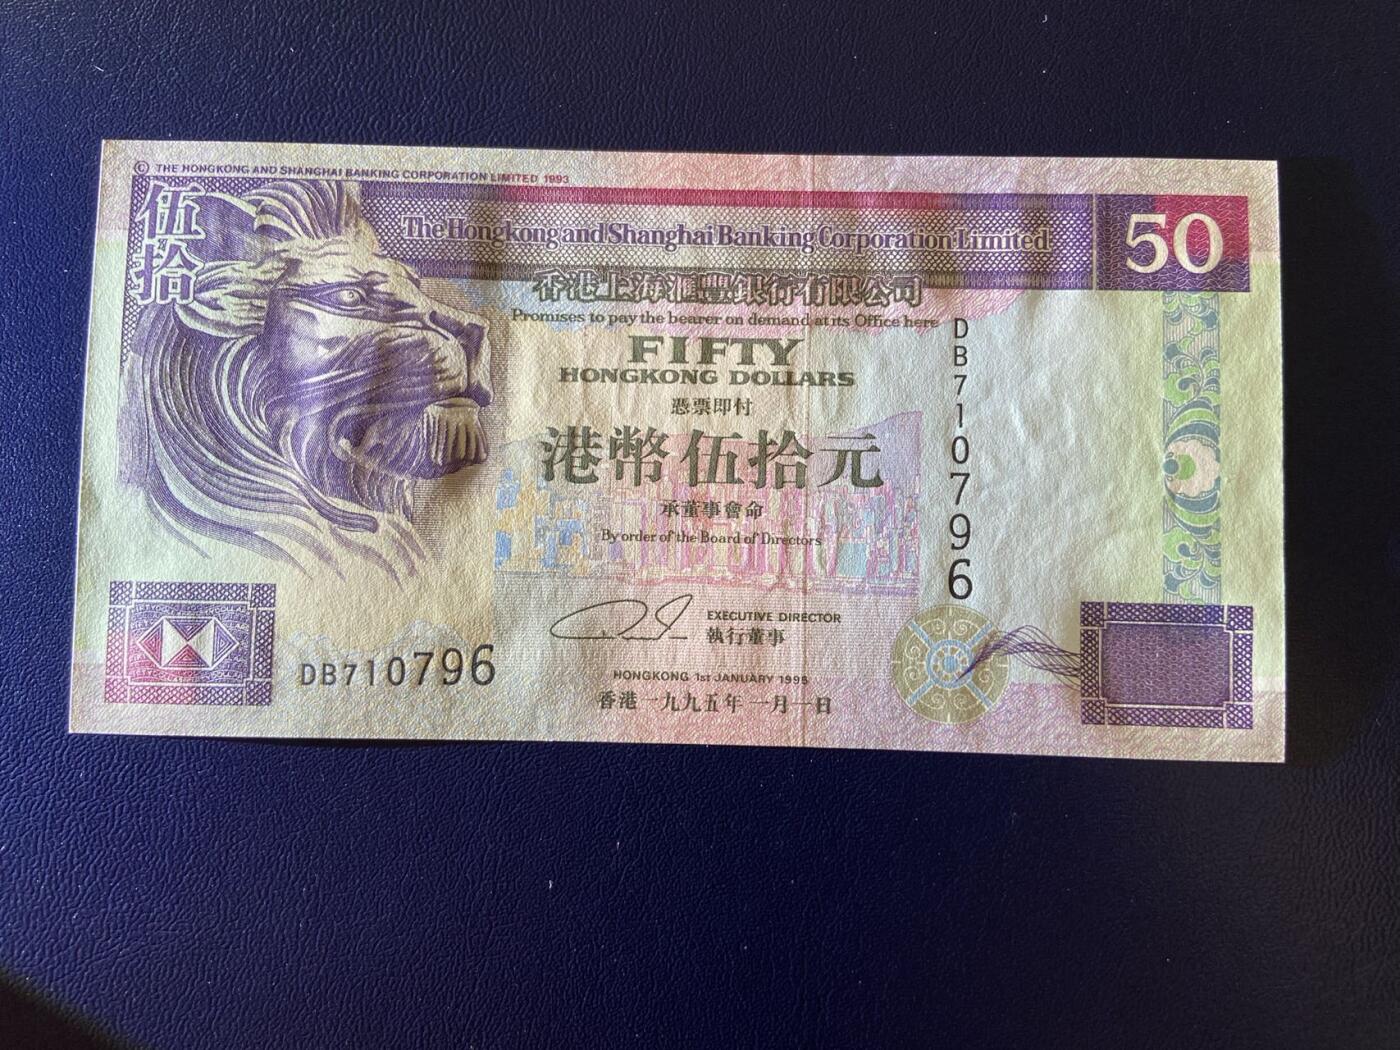 © THE HONGKONG AND SHANGHAI BANKING CORPORATION LIMITED 1993
伍拾
The Hongkong and Shanghai Banking Corporation Limited
50
香港上海滙豐銀行有限公司
Promises to pay the bearer on demand at its Office here
FIFTY
HONGKONG DOLLARS
憑票即付
港幣伍拾元
承董事會命
By order of the Board of Directors
DB710796
EXECUTIVE DIRECTOR
執行董事
DB710796
HONGKONG 1st JANUARY 1995
香港一九九五年一月一日